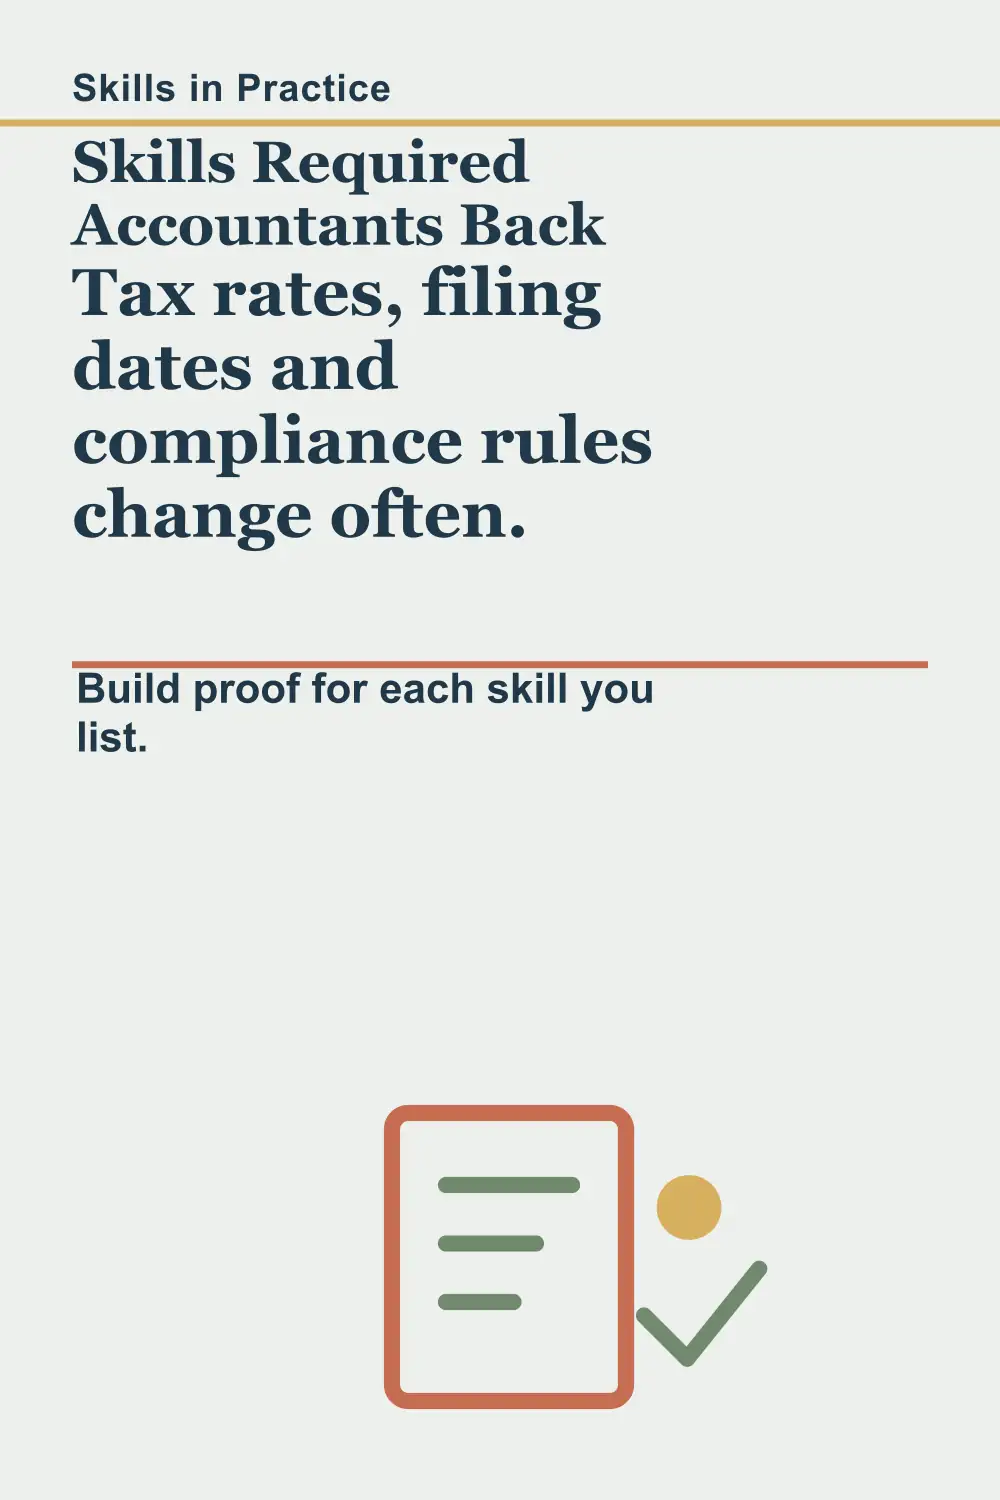 Skills in Practice
Skills Required
Accountants Back
Tax rates, filing
dates and
compliance rules
change often.
Build proof for each skill you
list.